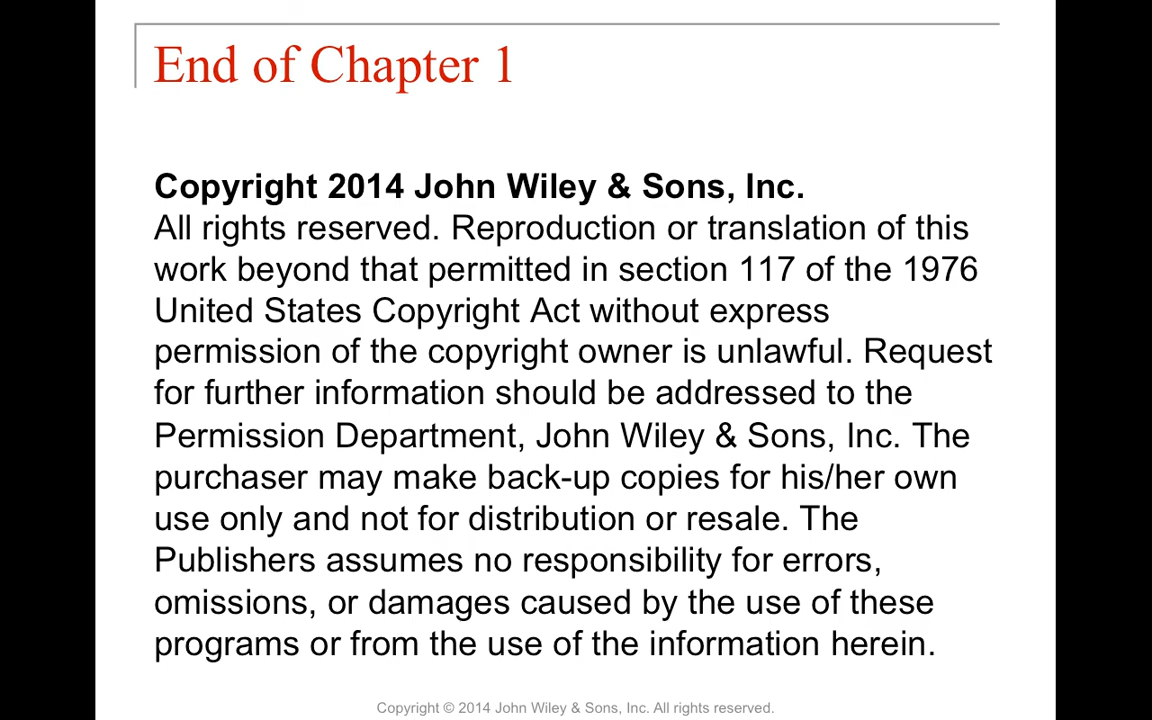 End of Chapter 1
Copyright 2014 John Wiley & Sons, Inc.
All rights reserved. Reproduction or translation of this
work beyond that permitted in section 117 of the 1976
United States Copyright Act without express
permission of the copyright owner is unlawful. Request
for further information should be addressed to the
Permission Department, John Wiley & Sons, Inc. The
purchaser may make back-up copies for his/her own
use only and not for distribution or resale. The
Publishers assumes no responsibility for errors,
omissions, or damages caused by the use of these
programs or from the use of the information herein.
Copyright © 2014 John Wiley & Sons, Inc. All rights reserved.